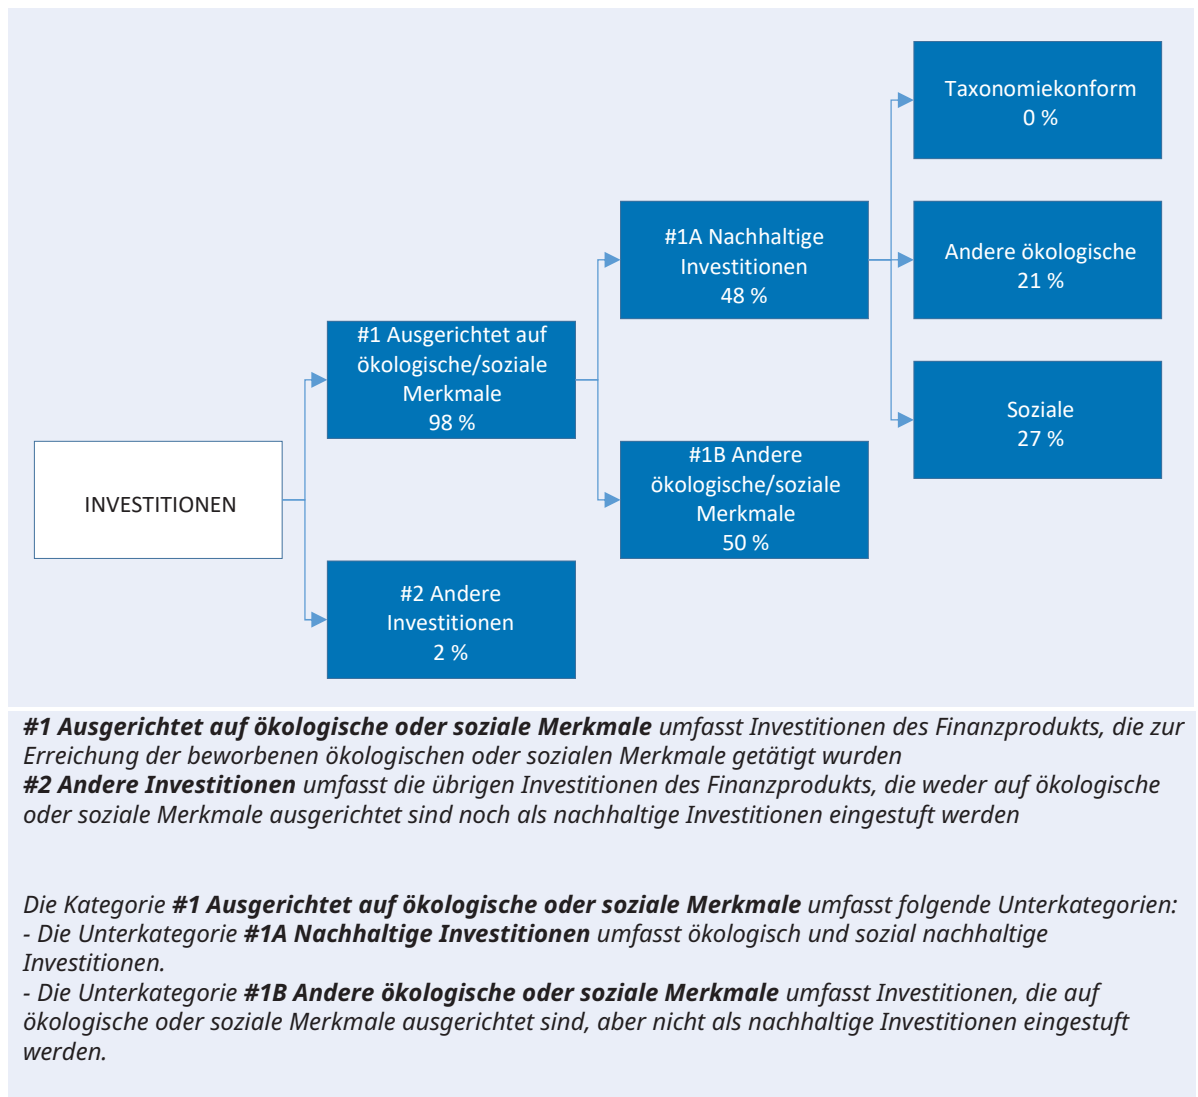 Taxonomiekonform
0 %
#1A Nachhaltige
Investitionen
48 %
Andere ökologische
21 %
#1 Ausgerichtet auf
ökologische/soziale
Merkmale
98 %
Soziale
27 %
INVESTITIONEN
#1B Andere
ökologische/soziale
Merkmale
50 %
#2 Andere
Investitionen
2 %
#1 Ausgerichtet auf ökologische oder soziale Merkmale umfasst Investitionen des Finanzprodukts, die zur
Erreichung der beworbenen ökologischen oder sozialen Merkmale getätigt wurden
#2 Andere Investitionen umfasst die übrigen Investitionen des Finanzprodukts, die weder auf ökologische
oder soziale Merkmale ausgerichtet sind noch als nachhaltige Investitionen eingestuft werden
Die Kategorie #1 Ausgerichtet auf ökologische oder soziale Merkmale umfasst folgende Unterkategorien:
- Die Unterkategorie #1A Nachhaltige Investitionen umfasst ökologisch und sozial nachhaltige
Investitionen.
- Die Unterkategorie #1B Andere ökologische oder soziale Merkmale umfasst Investitionen, die auf
ökologische oder soziale Merkmale ausgerichtet sind, aber nicht als nachhaltige Investitionen eingestuft
werden.